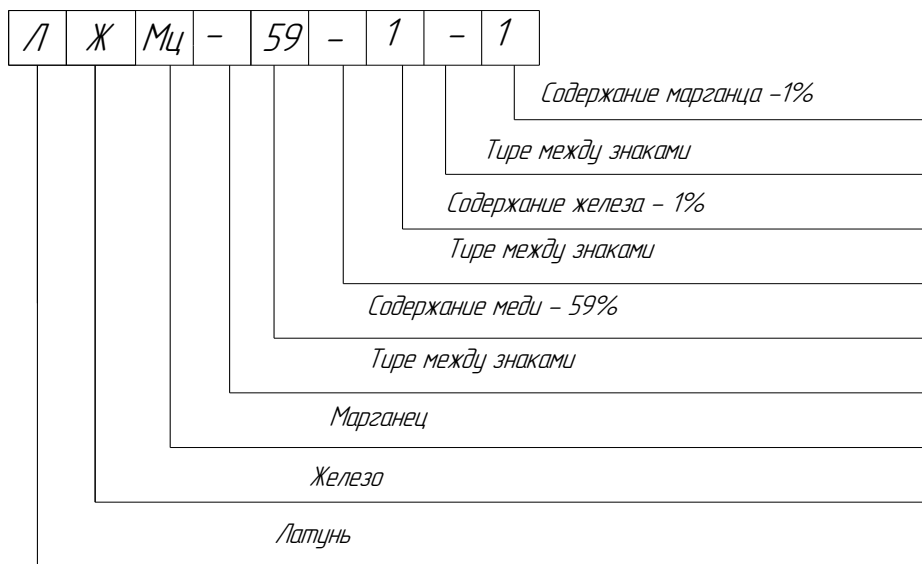 Л Ж Мц - 59 - 1 - 1
Содержание марганца -1%
Тире между знаками
Содержание железа - 1%
Тире между знаками
Содержание меди - 59%
Тире между знаками
Марганец
Железо
Латунь